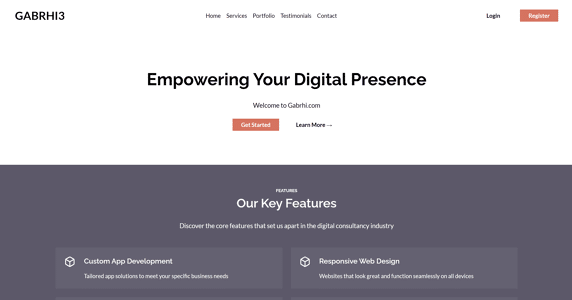 GABRHI3
Home Services Portfolio Testimonials Contact
Login
Register
Empowering Your Digital Presence
Welcome to Gabrhi.com
Get Started
Learn More →
FEATURES
Our Key Features
Discover the core features that set us apart in the digital consultancy industry
Custom App Development
Tailored app solutions to meet your specific business needs
Responsive Web Design
Websites that look great and function seamlessly on all devices